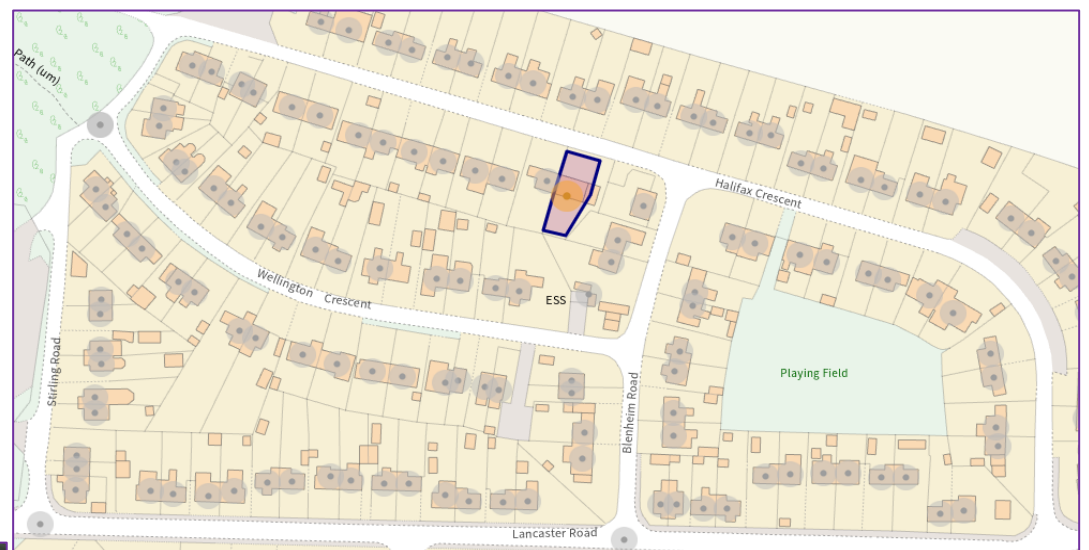 Path (um)
Halifax Crescent
Wellington Crescent
ESS
Stirling Road
Blenheim Road
Playing Field
Lancaster Road